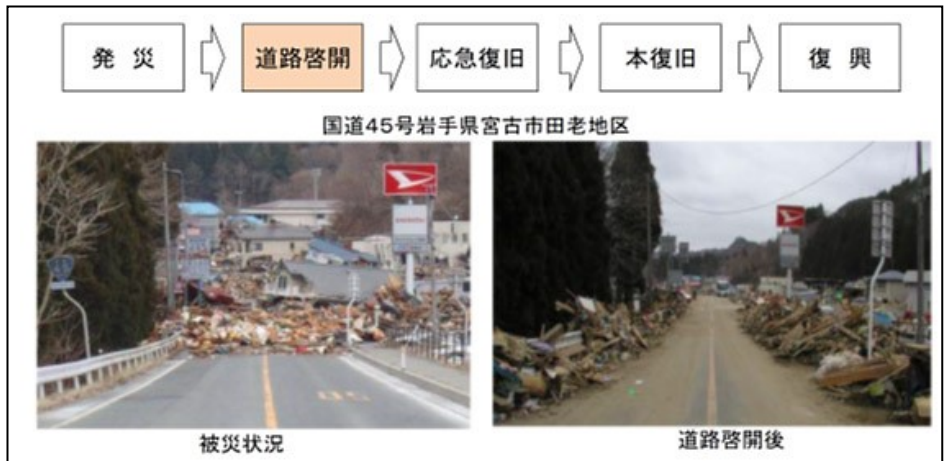 発 災
道路啓開
応急復旧
本復旧
復 興
国道45号岩手県宮古市田老地区
被災状況
道路啓開後